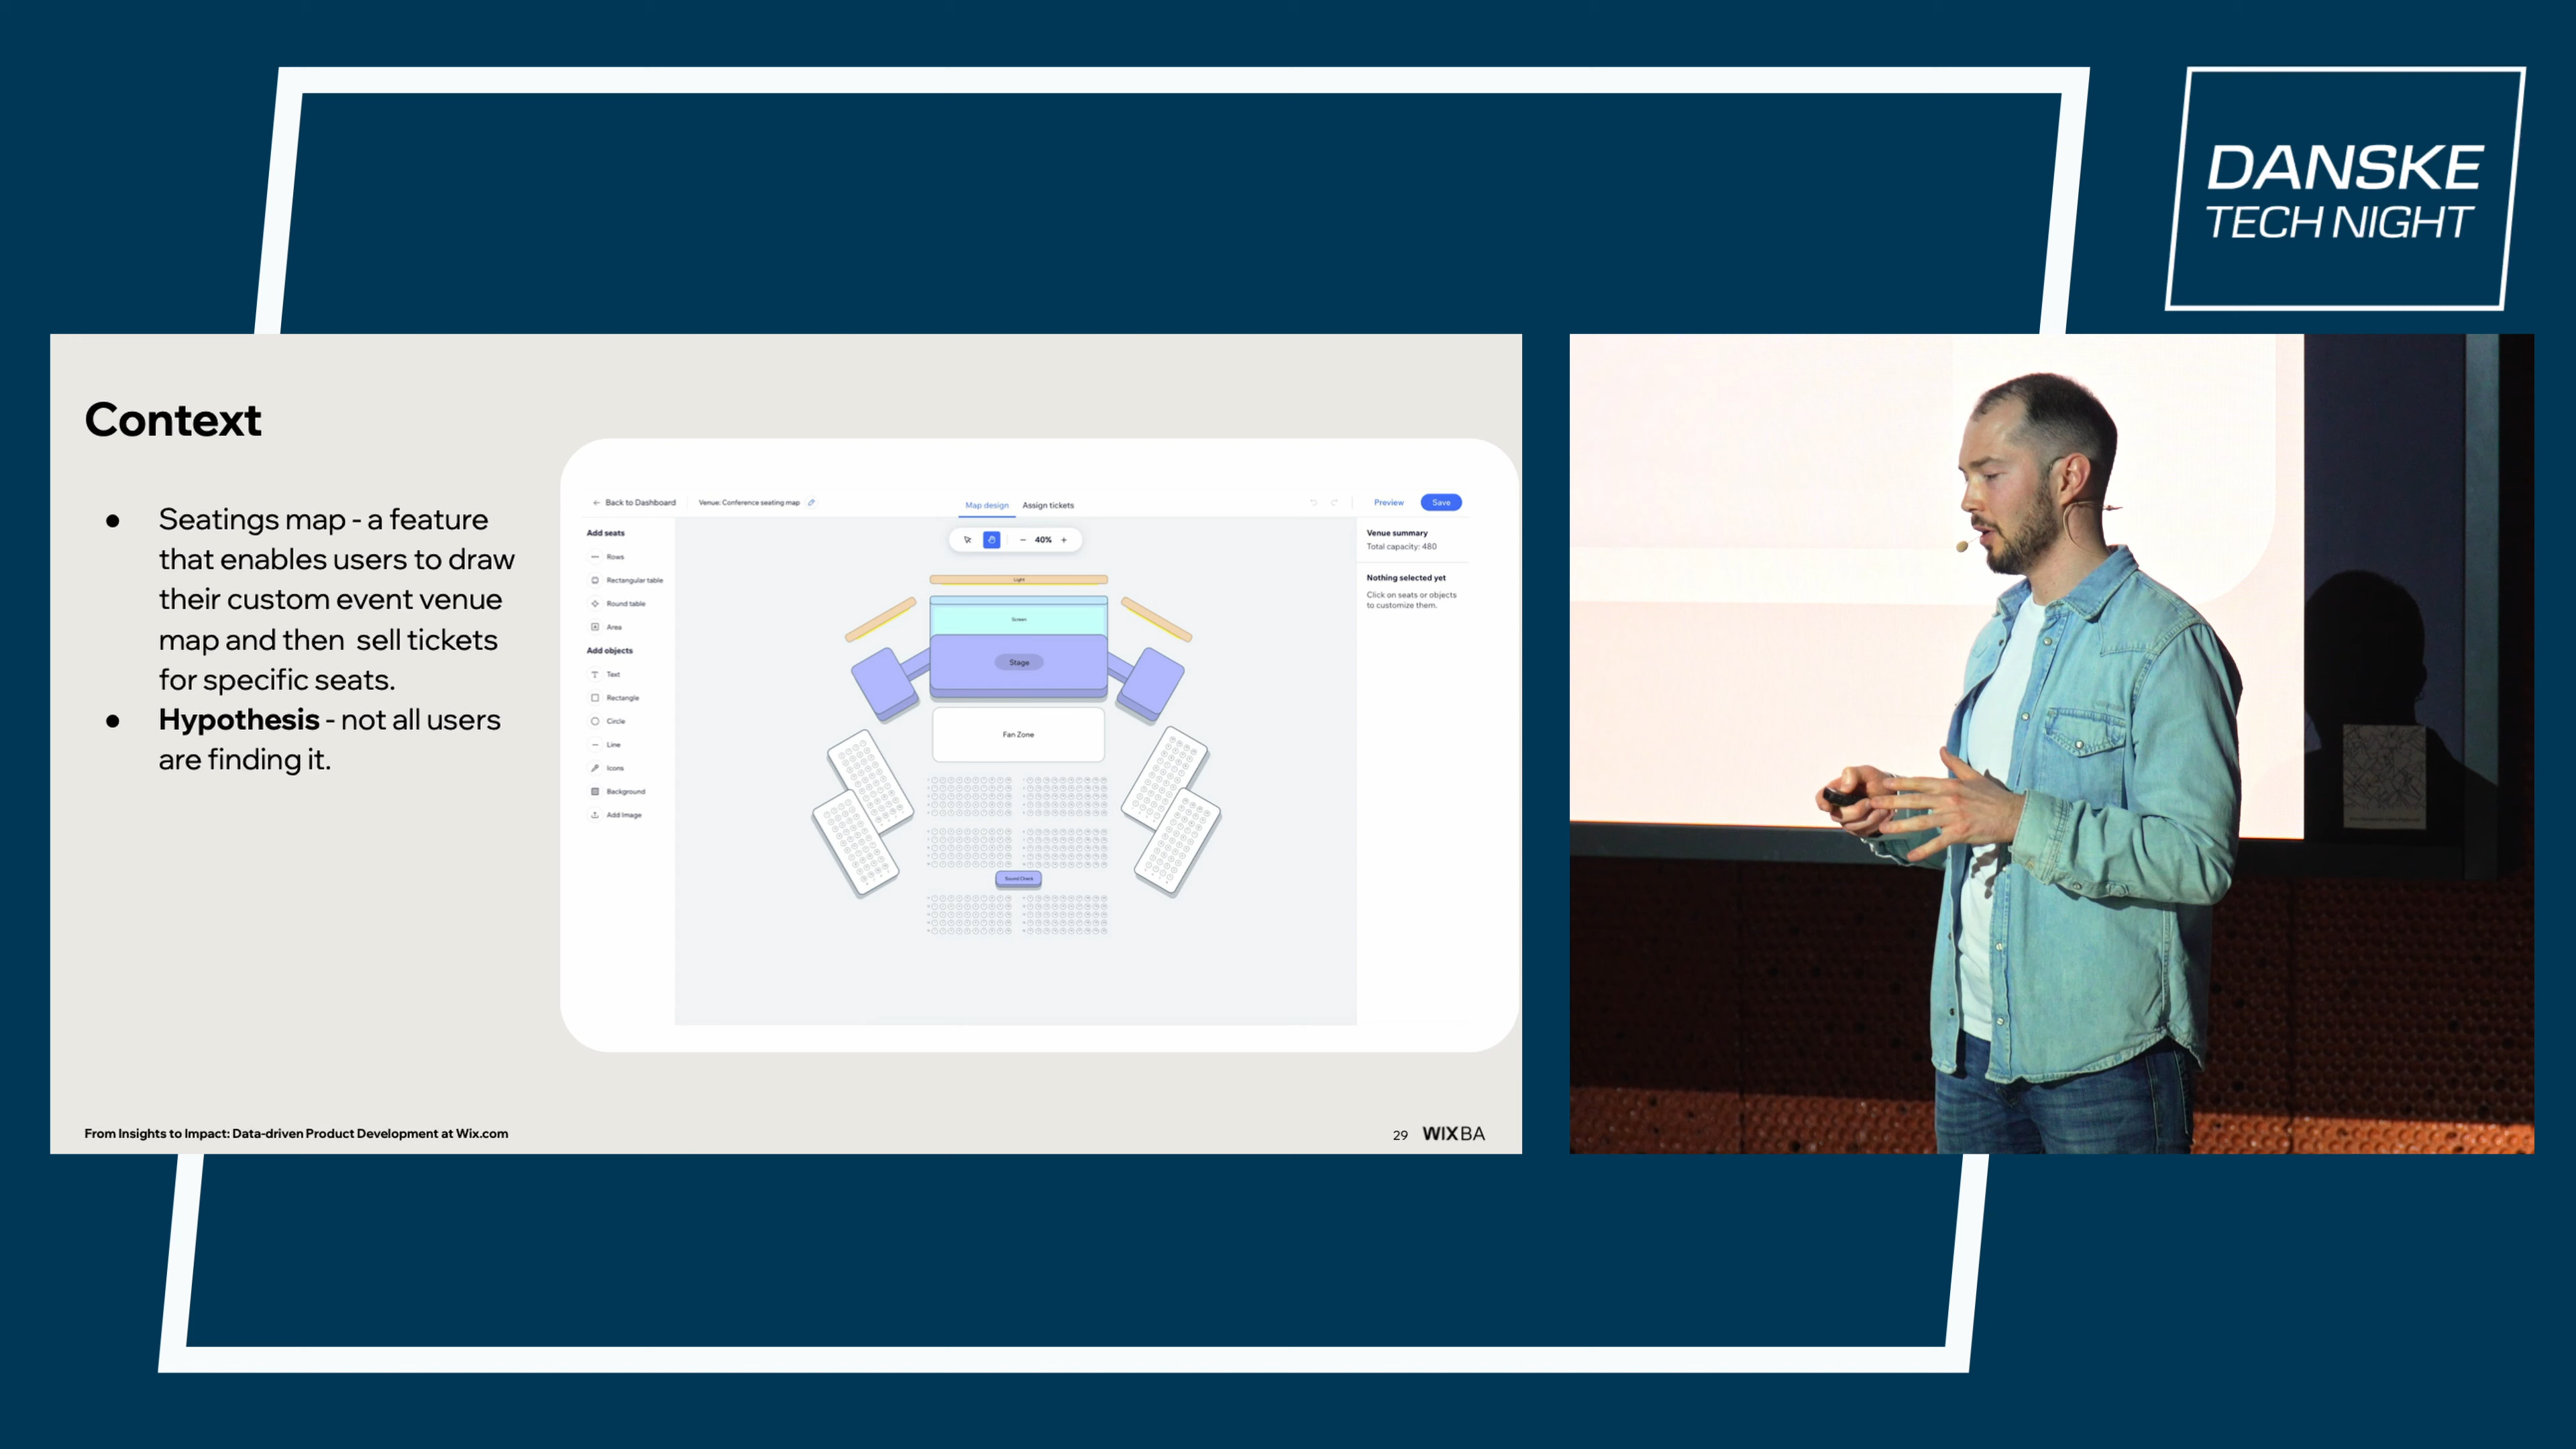 DANSKE
TECH NIGHT
Context
● Seatings map - a feature
that enables users to draw
their custom event venue
map and then  sell tickets
for specific seats.
● Hypothesis - not all users
are finding it.
← Back to Dashboard
Venue: Conference seating map
Map design
Assign tickets
Preview
Save
Add seats
Rows
Rectangular table
Round table
Area
Add objects
Text
Rectangle
Circle
Line
Icons
Background
Add image
− 40% +
Light
Screen
Stage
Fan Zone
Sound Check
Venue summary
Total capacity: 480
Nothing selected yet
Click on seats or objects
to customize them.
From Insights to Impact: Data-driven Product Development at Wix.com
29
WIXBA